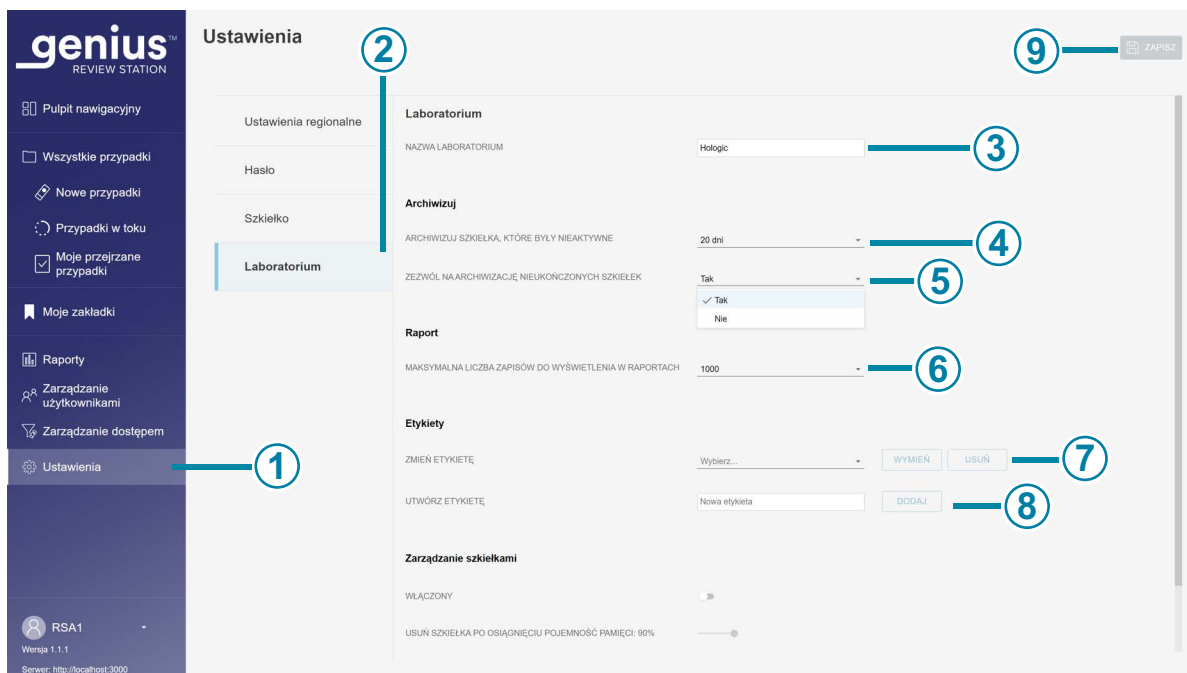 genius™
REVIEW STATION
Pulpit nawigacyjny
Wszystkie przypadki
Nowe przypadki
Przypadki w toku
Moje przejrzane
przypadki
Moje zakładki
Raporty
Zarządzanie
użytkownikami
Zarządzanie dostępem
Ustawienia
1
RSA1
Wersja 1.1.1
Serwer: http://localhost:3000
Ustawienia
2
9
ZAPISZ
Ustawienia regionalne
Hasło
Szkiełko
Laboratorium
Laboratorium
NAZWA LABORATORIUM
Hologic
3
Archiwizuj
ARCHIWIZUJ SZKIEŁKA, KTÓRE BYŁY NIEAKTYWNE
20 dni
4
ZEZWÓL NA ARCHIWIZACJĘ NIEUKOŃCZONYCH SZKIEŁEK
Tak
5
Tak
Nie
Raport
MAKSYMALNA LICZBA ZAPISÓW DO WYŚWIETLENIA W RAPORTACH
1000
6
Etykiety
ZMIEŃ ETYKIETĘ
Wybierz...
WYMIEŃ
USUŃ
7
UTWÓRZ ETYKIETĘ
Nowa etykieta
DODAJ
8
Zarządzanie szkiełkami
WŁĄCZONY
USUŃ SZKIEŁKA PO OSIĄGNIĘCIU POJEMNOŚĆ PAMIĘCI: 90%